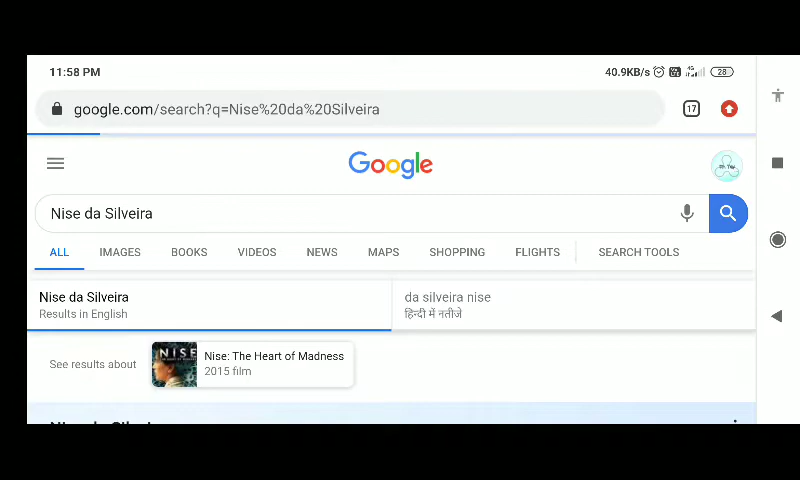 11:58 PM 40.9KB/s 4G 28
google.com/search?q=Nise%20da%20Silveira 17
Google
Nise da Silveira
ALL IMAGES BOOKS VIDEOS NEWS MAPS SHOPPING FLIGHTS SEARCH TOOLS
Nise da Silveira
Results in English
da silveira nise
हिन्दी में नतीजे
See results about
NISE
Nise: The Heart of Madness
2015 film